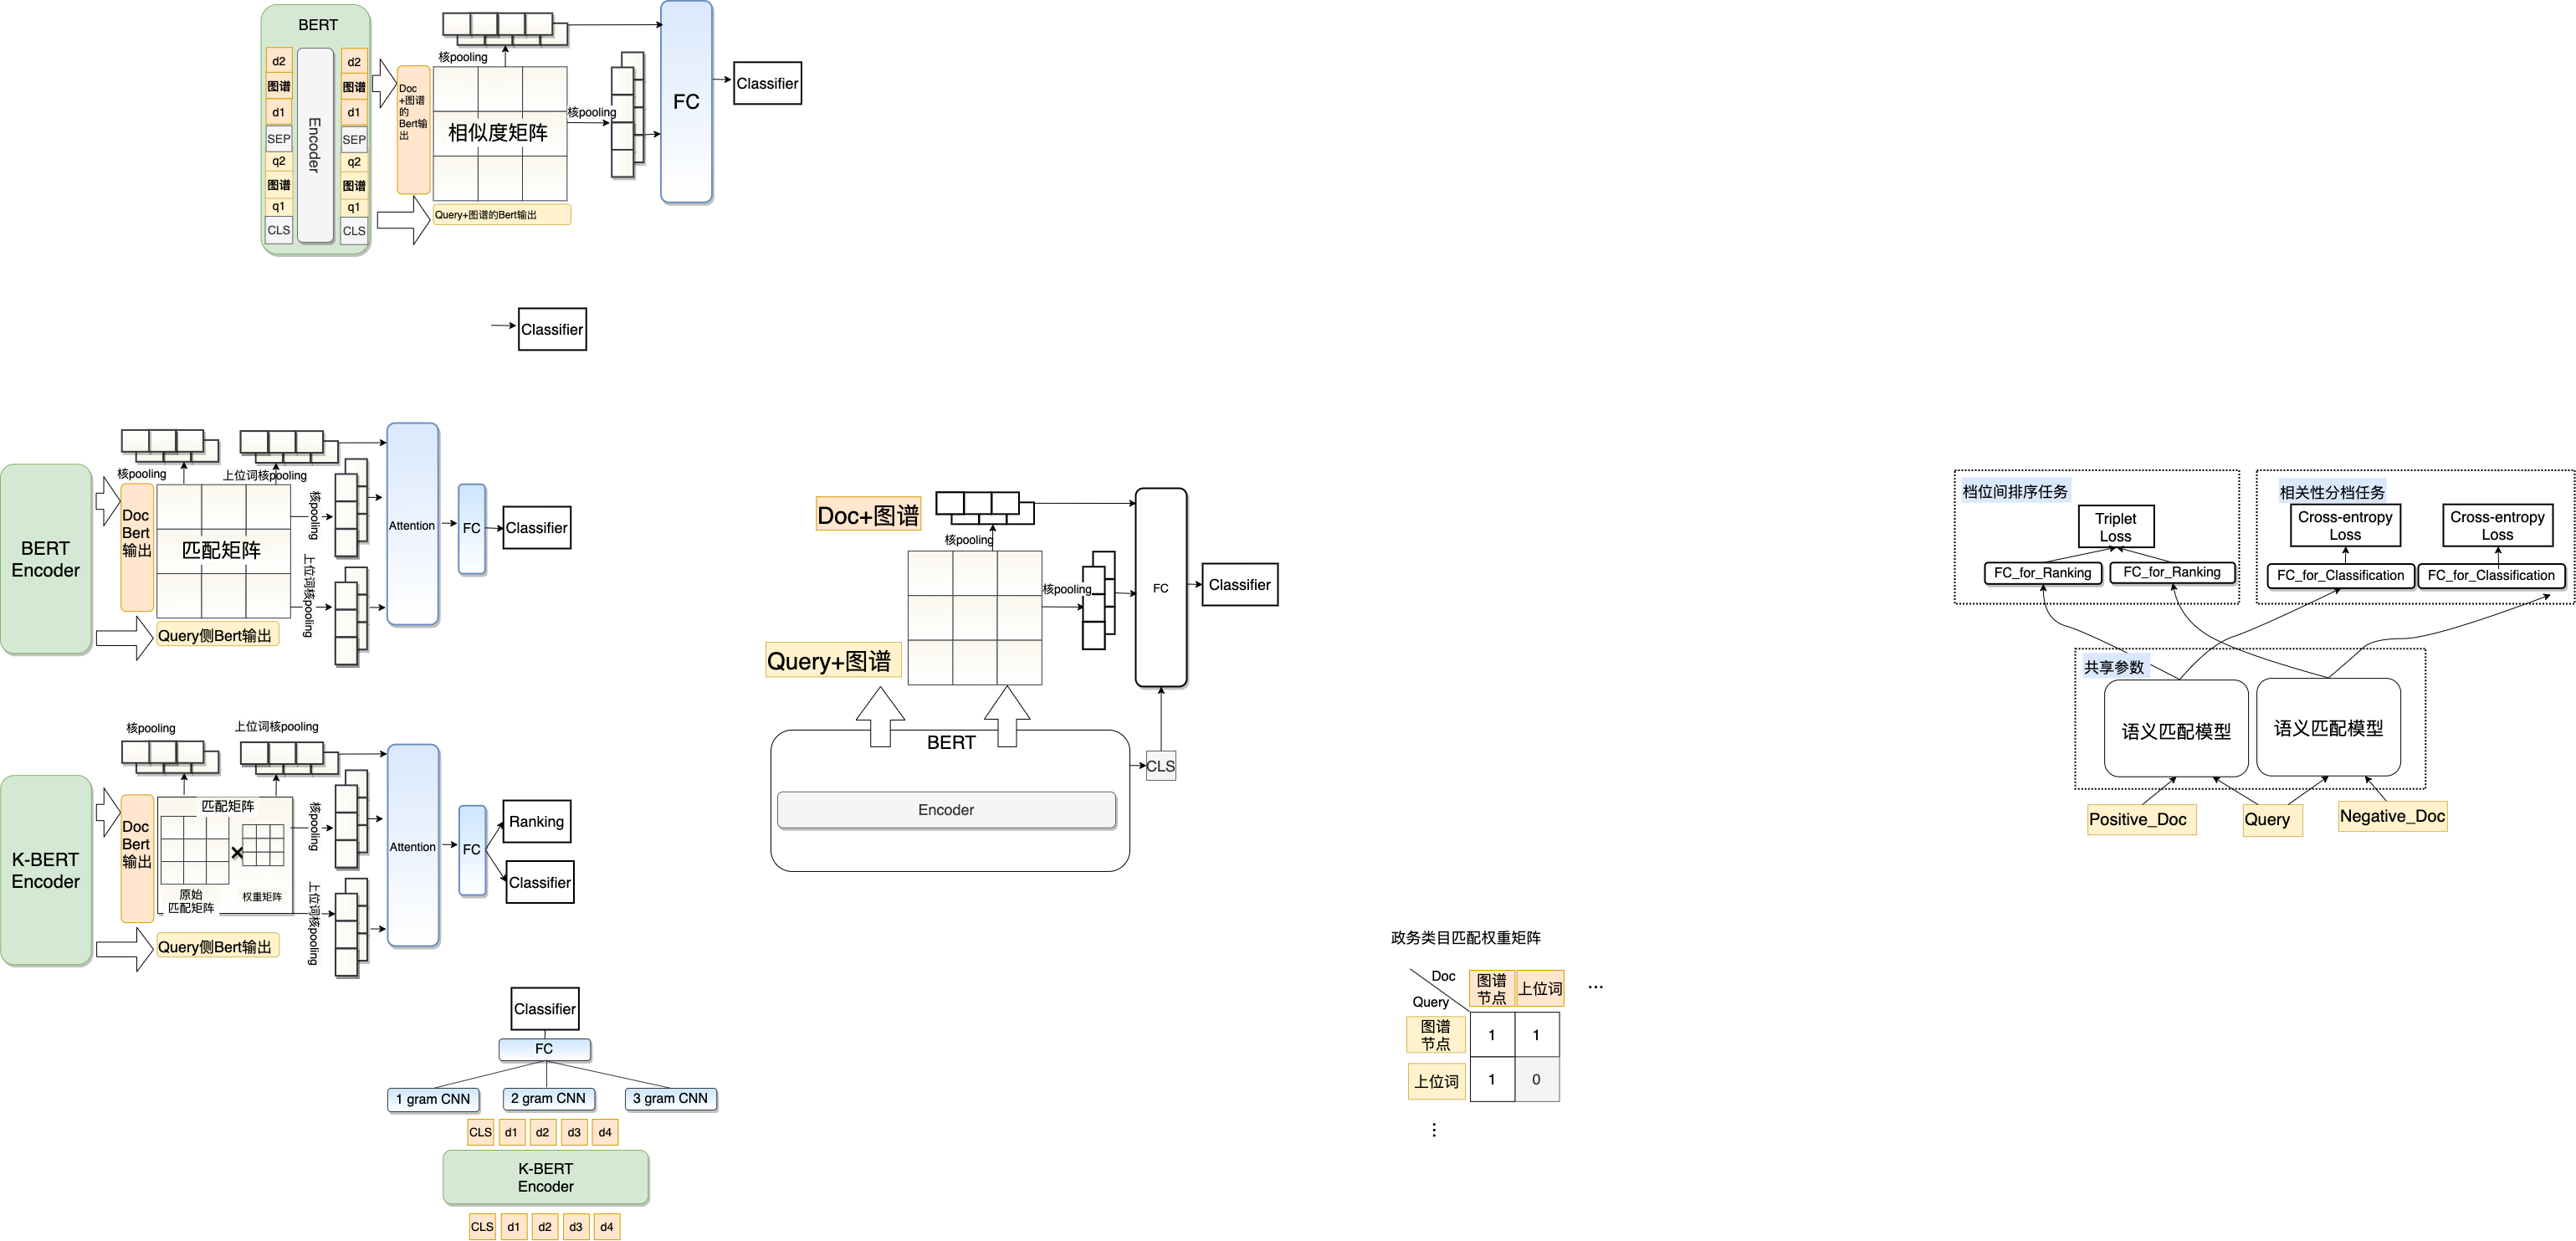 BERT
d2
图谱
d1
SEP
q2
图谱
q1
CLS
Encoder
d2
图谱
d1
SEP
q2
图谱
q1
CLS
Doc
+图谱
的
Bert输
出
核pooling
相似度矩阵
核pooling
Query+图谱的Bert输出
FC
Classifier
Classifier
BERT
Encoder
Doc
Bert
输出
核pooling
上位词核pooling
匹配矩阵
核pooling
上位词核pooling
Query侧Bert输出
Attention
FC
Classifier
K-BERT
Encoder
Doc
Bert
输出
核pooling
上位词核pooling
匹配矩阵
原始
匹配矩阵
权重矩阵
核pooling
上位词核pooling
Query侧Bert输出
Attention
FC
Ranking
Classifier
Classifier
FC
1 gram CNN
2 gram CNN
3 gram CNN
CLS
d1
d2
d3
d4
K-BERT
Encoder
CLS
d1
d2
d3
d4
Doc+图谱
核pooling
核pooling
Query+图谱
FC
Classifier
BERT
CLS
Encoder
政务类目匹配权重矩阵
Doc
Query
图谱
节点
上位词
...
图谱
节点
1
1
上位词
1
0
...
档位间排序任务
Triplet
Loss
FC_for_Ranking
FC_for_Ranking
相关性分档任务
Cross-entropy
Loss
Cross-entropy
Loss
FC_for_Classification
FC_for_Classification
共享参数
语义匹配模型
语义匹配模型
Positive_Doc
Query
Negative_Doc